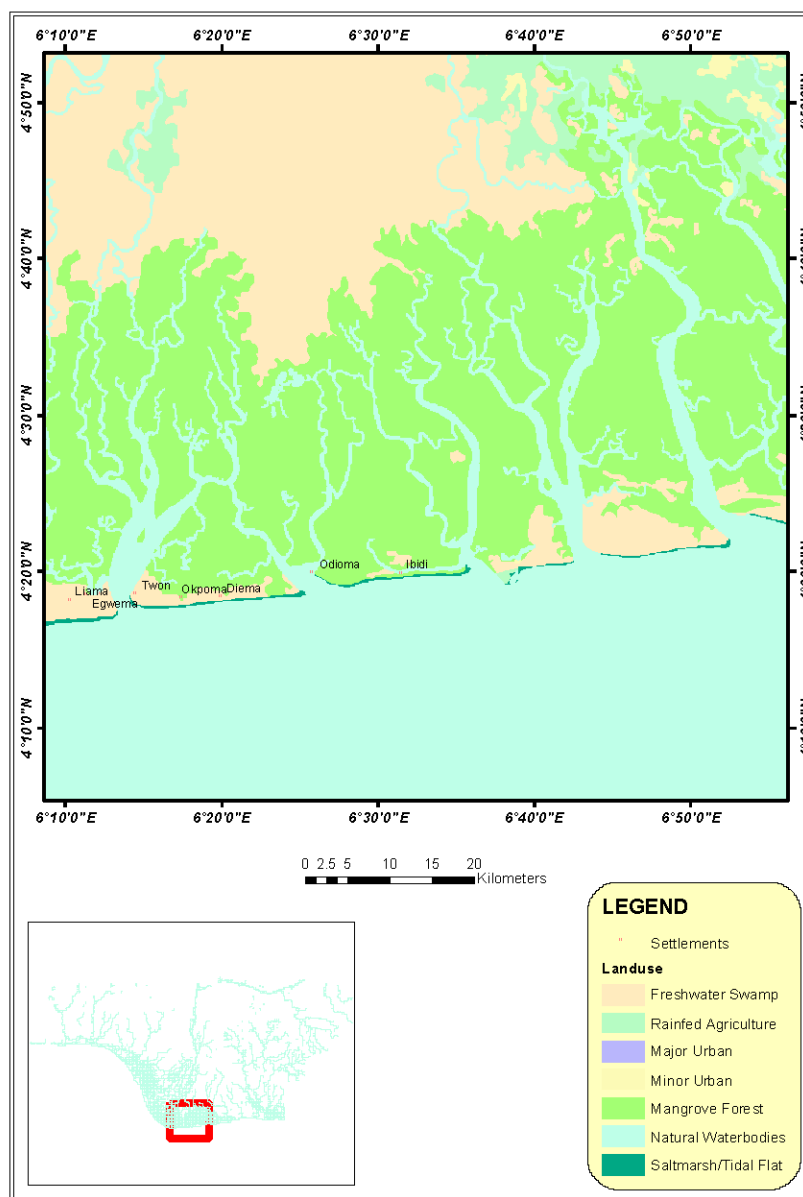 6°10'0"E 6°20'0"E 6°30'0"E 6°40'0"E 6°50'0"E
4°50'0"N
4°40'0"N
4°30'0"N
4°20'0"N
4°10'0"N
Odioma
Ibidi
Liama
Twon
Okpoma
Diema
Egwema
6°10'0"E 6°20'0"E 6°30'0"E 6°40'0"E 6°50'0"E
0 2.5 5 10 15 20
Kilometers
LEGEND
Settlements
Landuse
Freshwater Swamp
Rainfed Agriculture
Major Urban
Minor Urban
Mangrove Forest
Natural Waterbodies
Saltmarsh/Tidal Flat